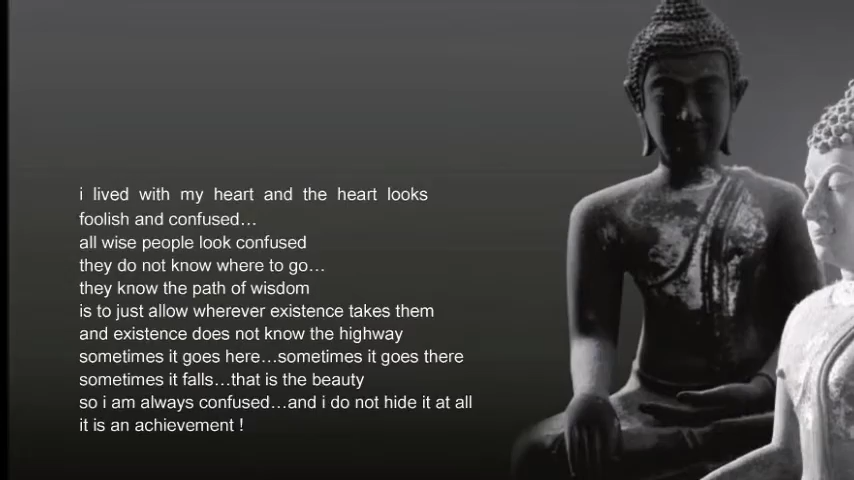 i lived with my heart and the heart looks
foolish and confused…
all wise people look confused
they do not know where to go…
they know the path of wisdom
is to just allow wherever existence takes them
and existence does not know the highway
sometimes it goes here…sometimes it goes there
sometimes it falls…that is the beauty
so i am always confused…and i do not hide it at all
it is an achievement !